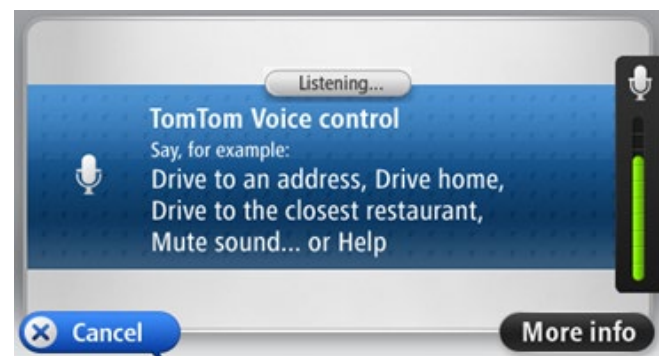 Listening...
TomTom Voice control
Say, for example:
Drive to an address, Drive home,
Drive to the closest restaurant,
Mute sound... or Help
Cancel
More info